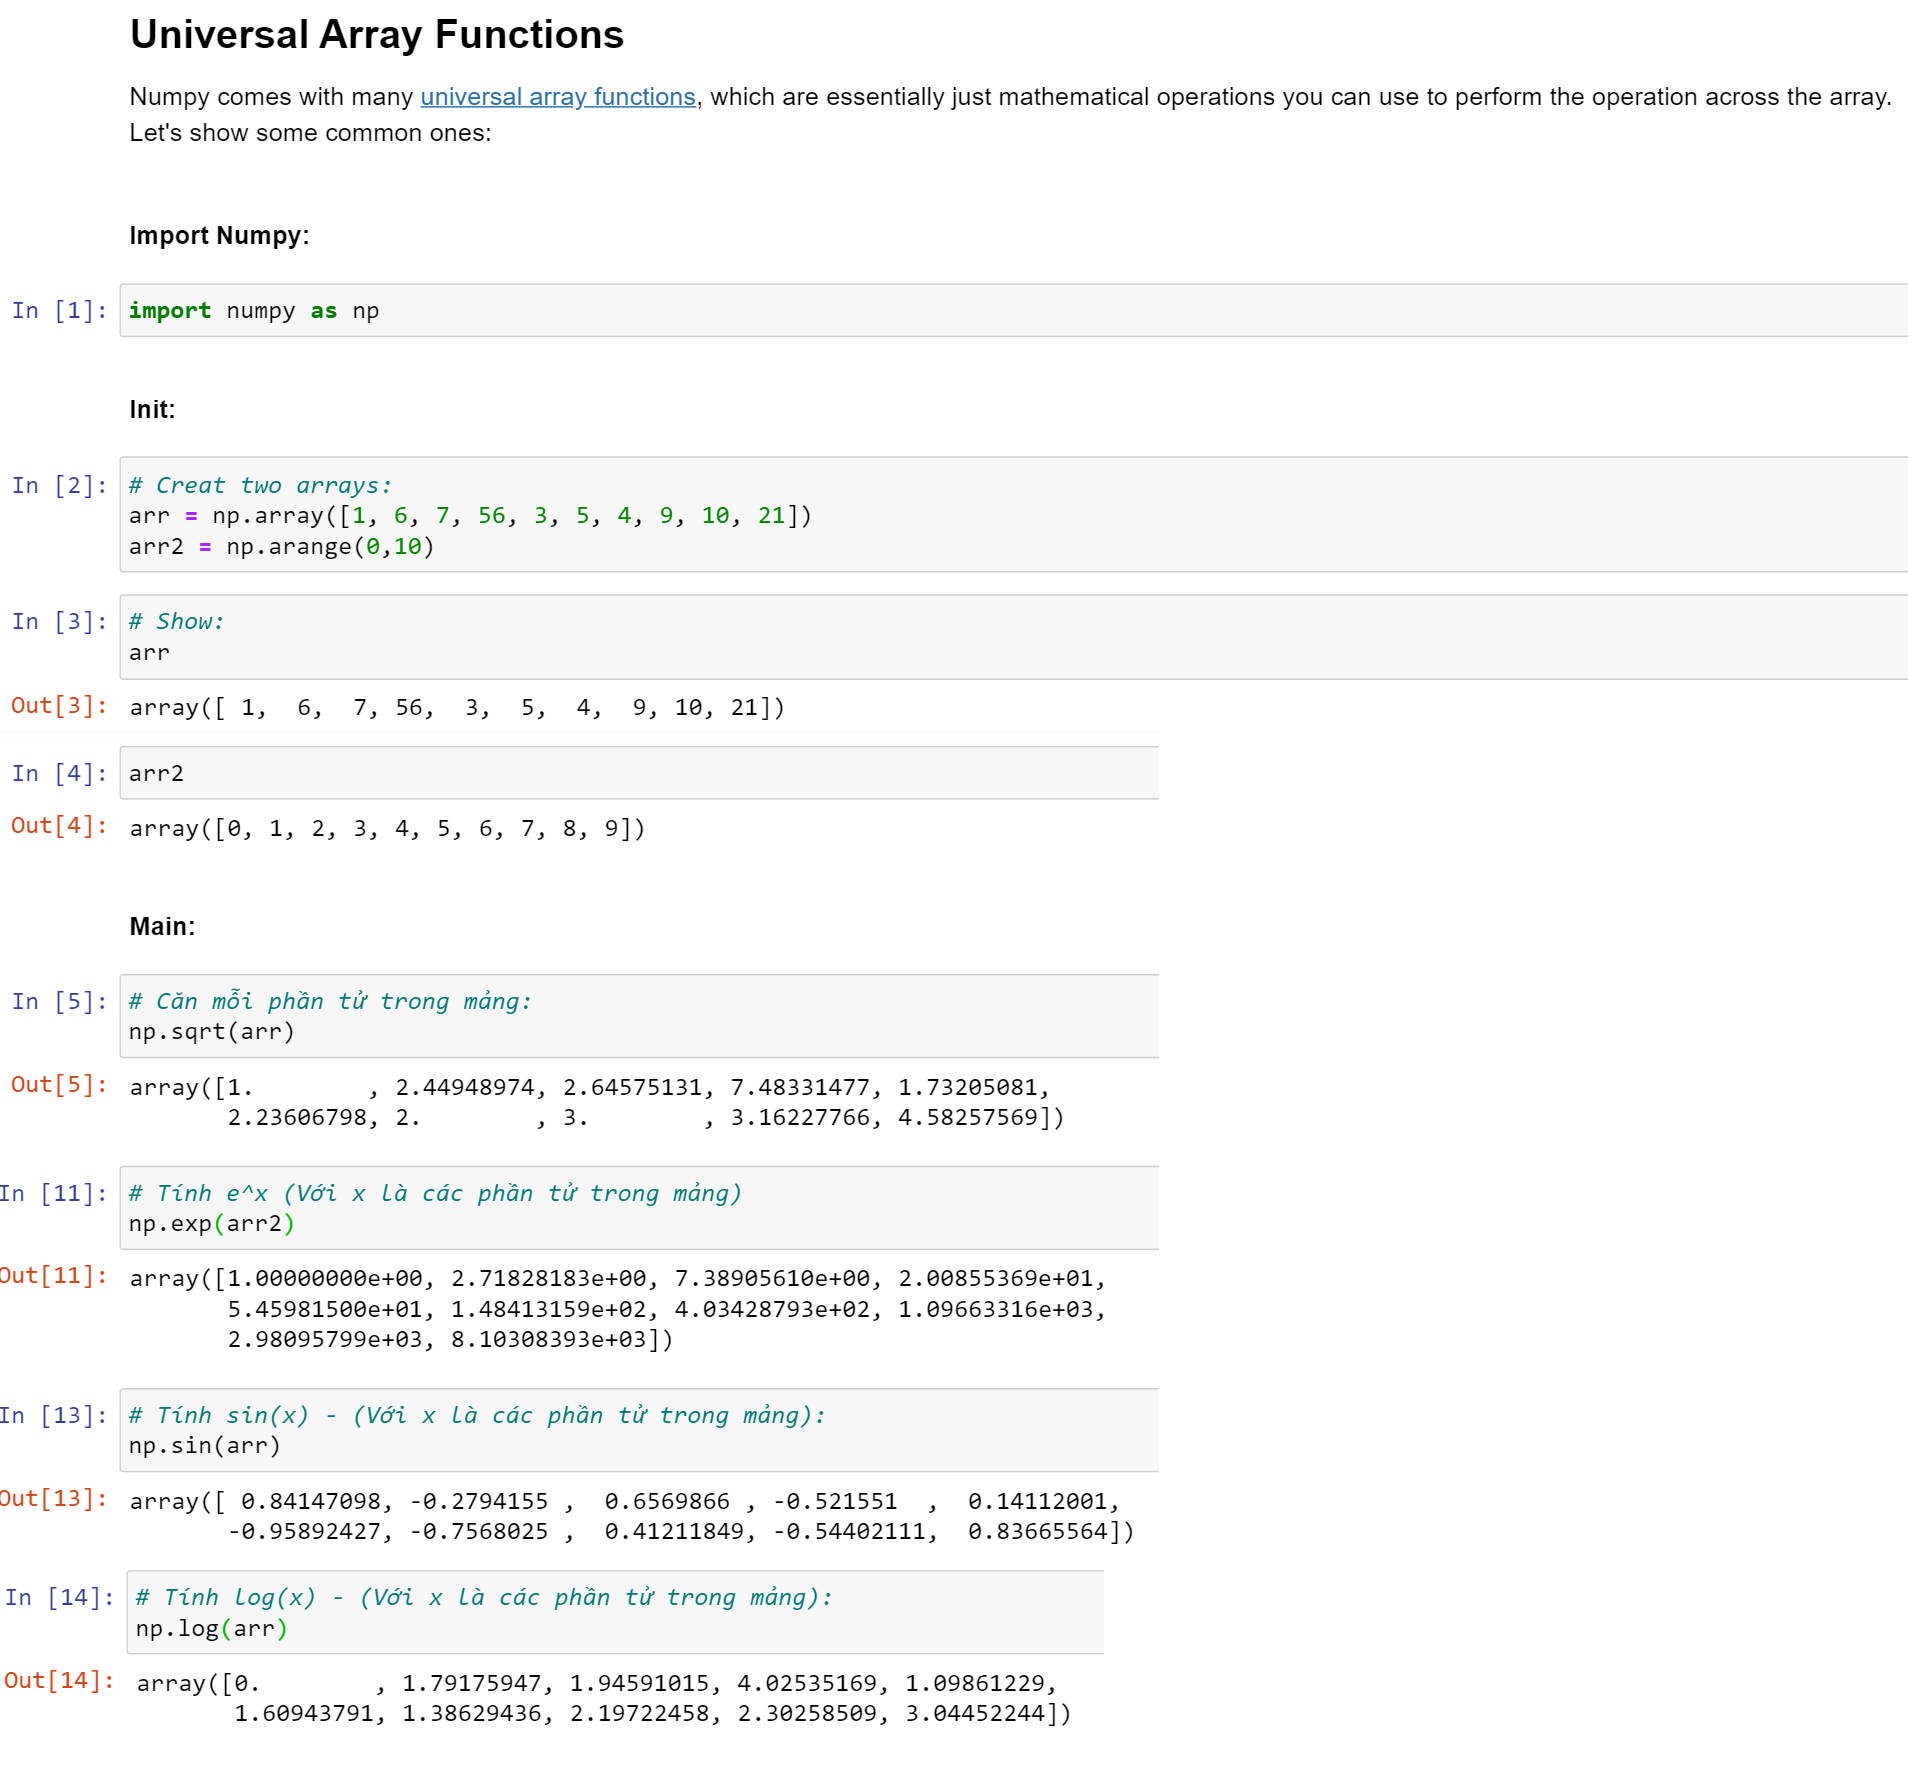 Universal Array Functions
Numpy comes with many universal array functions, which are essentially just mathematical operations you can use to perform the operation across the array.
Let's show some common ones:
Import Numpy:
In [1]: import numpy as np
Init:
In [2]: # Creat two arrays:
arr = np.array([1, 6, 7, 56, 3, 5, 4, 9, 10, 21])
arr2 = np.arange(0,10)
In [3]: # Show:
arr
Out[3]: array([ 1,  6,  7, 56,  3,  5,  4,  9, 10, 21])
In [4]: arr2
Out[4]: array([0, 1, 2, 3, 4, 5, 6, 7, 8, 9])
Main:
In [5]: # Căn mỗi phần tử trong mảng:
np.sqrt(arr)
Out[5]: array([1.        , 2.44948974, 2.64575131, 7.48331477, 1.73205081,
2.23606798, 2.        , 3.        , 3.16227766, 4.58257569])
In [11]: # Tính e^x (Với x là các phần tử trong mảng)
np.exp(arr2)
Out[11]: array([1.00000000e+00, 2.71828183e+00, 7.38905610e+00, 2.00855369e+01,
5.45981500e+01, 1.48413159e+02, 4.03428793e+02, 1.09663316e+03,
2.98095799e+03, 8.10308393e+03])
In [13]: # Tính sin(x) - (Với x là các phần tử trong mảng):
np.sin(arr)
Out[13]: array([ 0.84147098, -0.2794155 ,  0.6569866 , -0.521551  ,  0.14112001,
-0.95892427, -0.7568025 ,  0.41211849, -0.54402111,  0.83665564])
In [14]: # Tính log(x) - (Với x là các phần tử trong mảng):
np.log(arr)
Out[14]: array([0.        , 1.79175947, 1.94591015, 4.02535169, 1.09861229,
1.60943791, 1.38629436, 2.19722458, 2.30258509, 3.04452244])